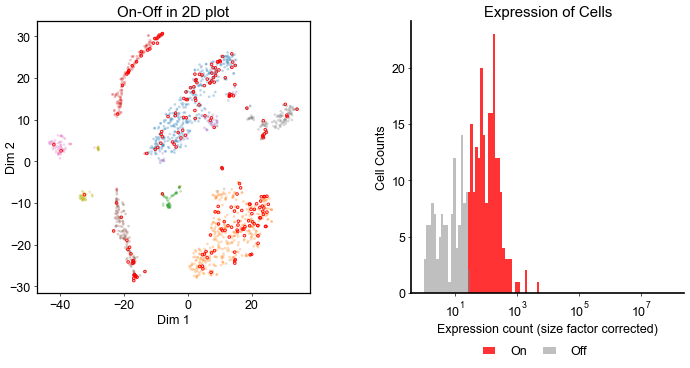 On-Off in 2D plot
Dim 2
30
20
10
0
−10
−20
−30
−40
−20
0
20
Dim 1
Expression of Cells
Cell Counts
20
15
10
5
0
10^1
10^3
10^5
10^7
Expression count (size factor corrected)
On
Off